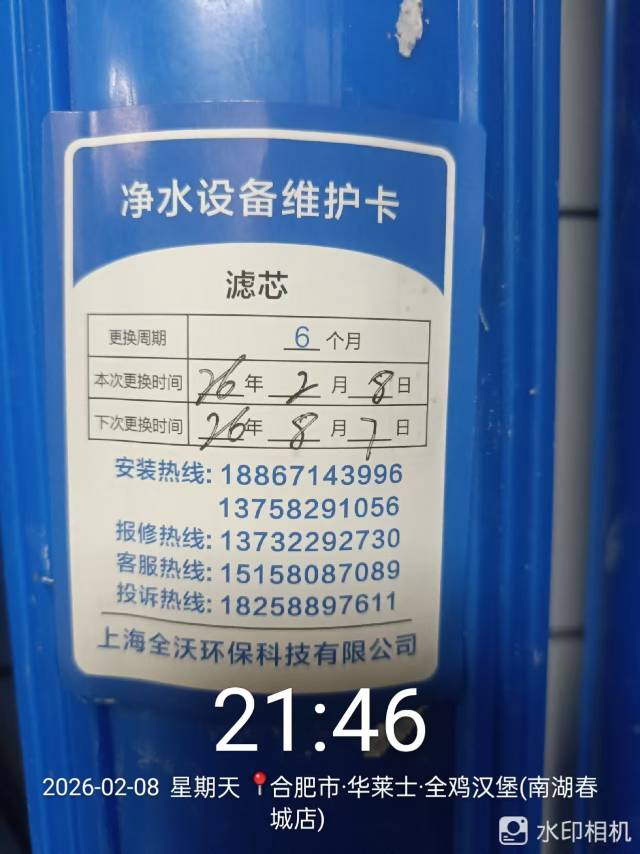 净水设备维护卡
滤芯
更换周期 6 个月
本次更换时间 26年 2 月 8 日
下次更换时间 26年 8 月 7 日
安装热线: 18867143996
13758291056
报修热线: 13732292730
客服热线: 15158087089
投诉热线: 18258897611
上海全沃环保科技有限公司
21:46
2026-02-08 星期天 合肥市·华莱士·全鸡汉堡(南湖春
城店)
水印相机